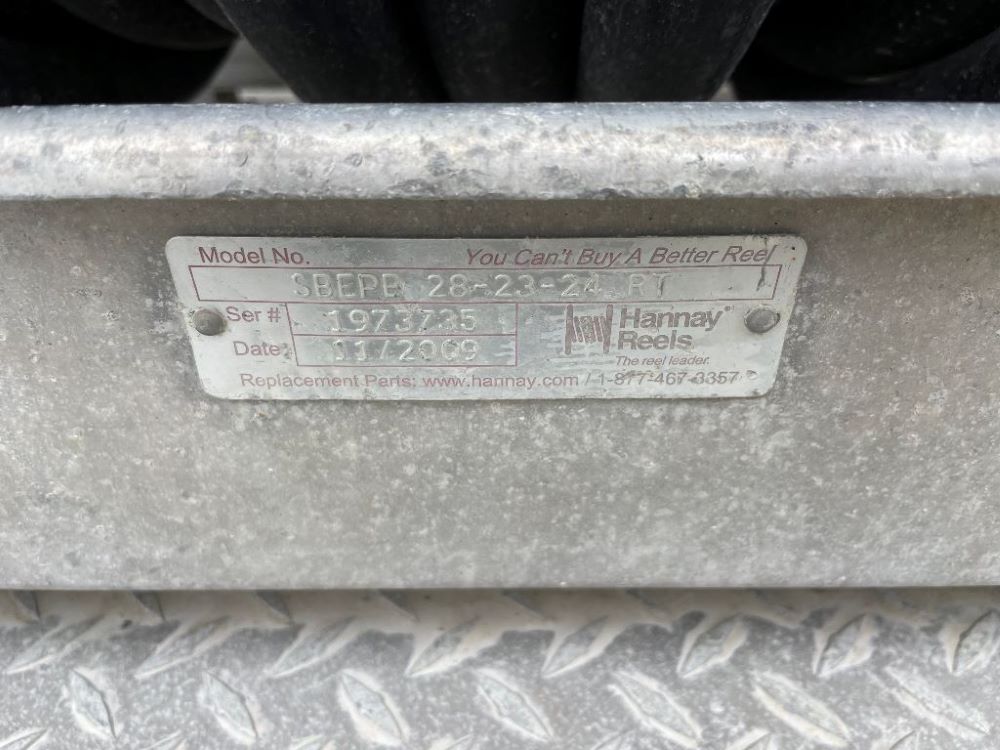 Model No. You Can't Buy A Better Reel
SBEPB 28-23-24 RT
Ser # 1973735
Hannay®
Reels
Date: 11/2009
The reel leader.
Replacement Parts: www.hannay.com / 1-877-467-3357